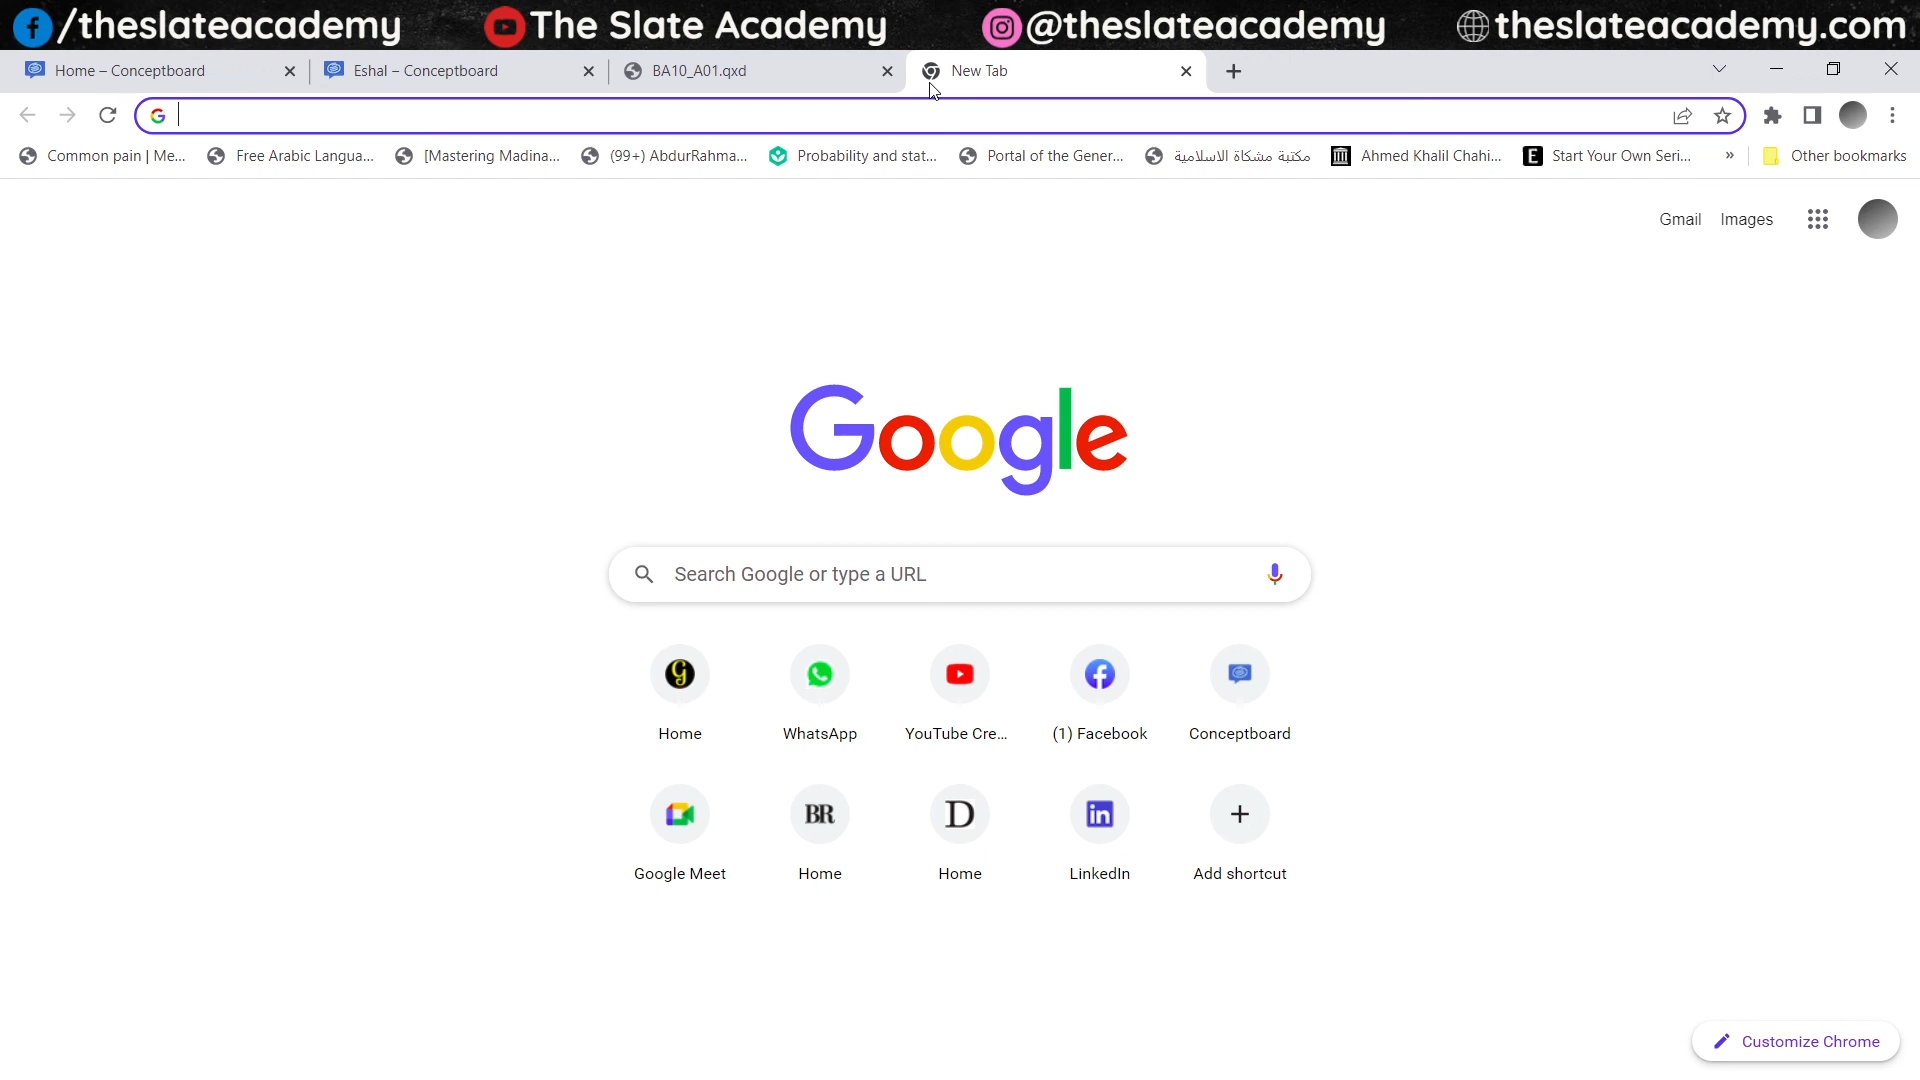 /theslateacademy The Slate Academy @theslateacademy theslateacademy.com
Home – Conceptboard Eshal – Conceptboard BA10_A01.qxd New Tab
Common pain | Me... Free Arabic Langua... [Mastering Madina... (99+) AbdurRahma... Probability and stat... Portal of the Gener... مكتبة مشكاة الاسلامية Ahmed Khalil Chahi... E Start Your Own Seri... » Other bookmarks
Gmail Images
Google
Search Google or type a URL
Home WhatsApp YouTube Cre... (1) Facebook Conceptboard
BR D in
Google Meet Home Home LinkedIn Add shortcut
Customize Chrome